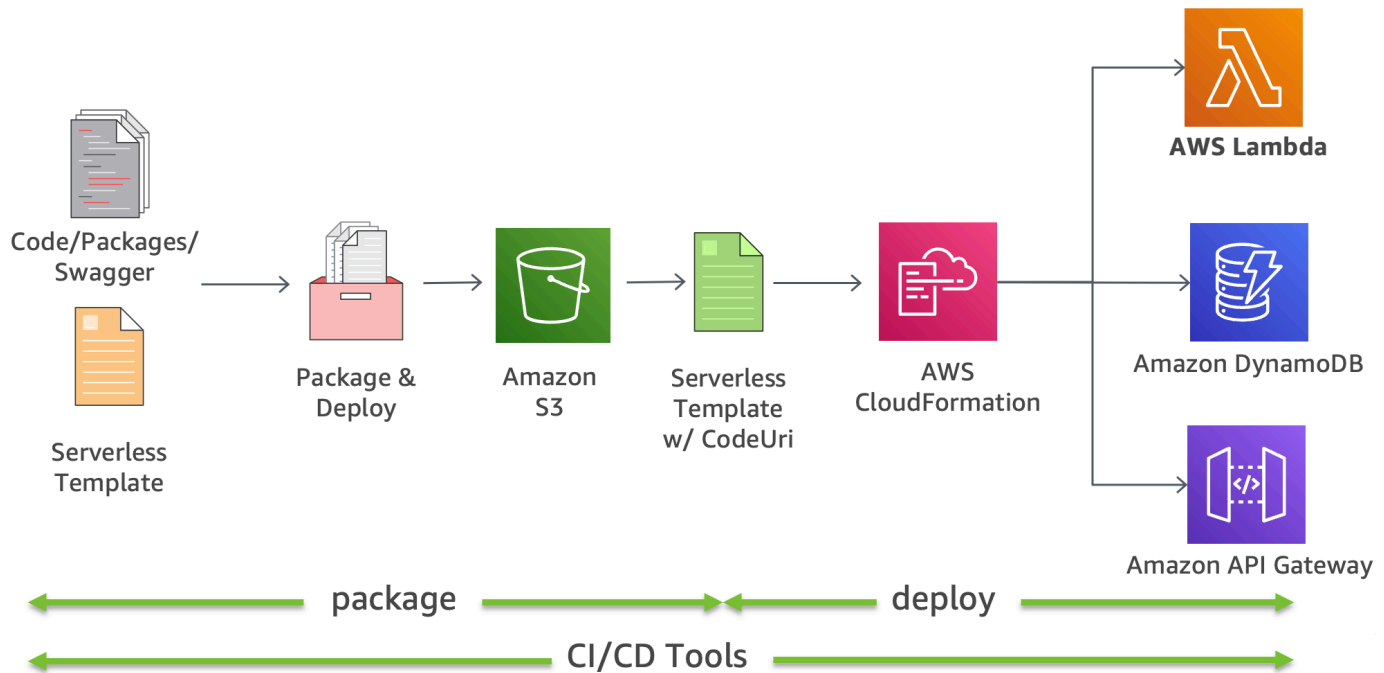 Code/Packages/
Swagger
Serverless
Template
Package &
Deploy
Amazon
S3
Serverless
Template
w/ CodeUri
AWS
CloudFormation
AWS Lambda
Amazon DynamoDB
</>
Amazon API Gateway
package
deploy
CI/CD Tools